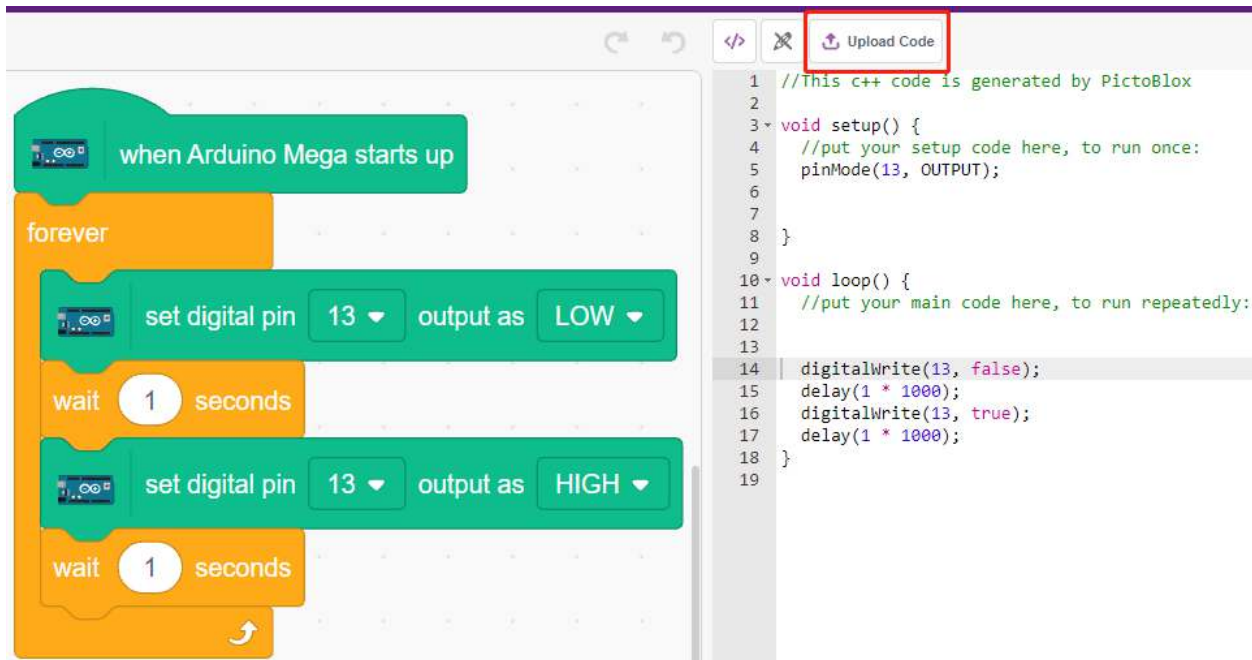 </> Upload Code
when Arduino Mega starts up
forever
set digital pin 13 output as LOW
wait 1 seconds
set digital pin 13 output as HIGH
wait 1 seconds
1 //This c++ code is generated by PictoBlox
2
3 void setup() {
4 //put your setup code here, to run once:
5 pinMode(13, OUTPUT);
6
7
8 }
9
10 void loop() {
11 //put your main code here, to run repeatedly:
12
13
14 digitalWrite(13, false);
15 delay(1 * 1000);
16 digitalWrite(13, true);
17 delay(1 * 1000);
18 }
19